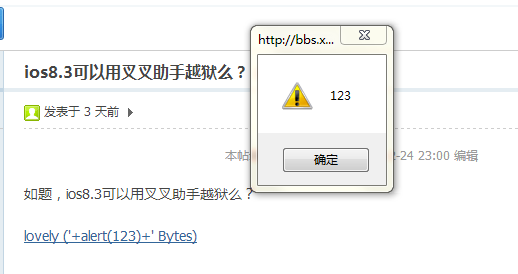 http://bbs.x...
ios8.3可以用叉叉助手越狱么？
123
发表于 3 天前
确定
本帖
-24 23:00 编辑
如题，ios8.3可以用叉叉助手越狱么？
lovely ('+alert(123)+' Bytes)